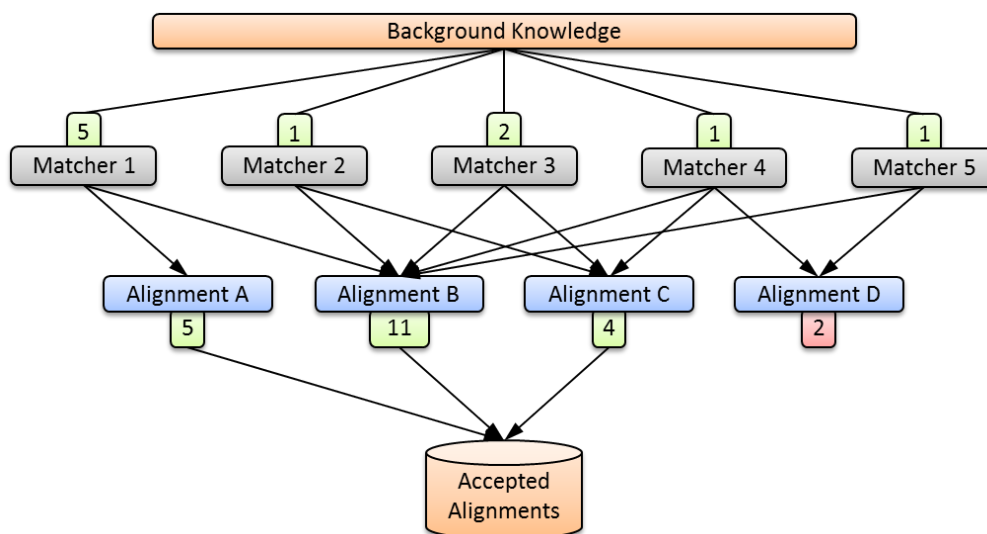 Background Knowledge
5
1
2
1
1
Matcher 1
Matcher 2
Matcher 3
Matcher 4
Matcher 5
Alignment A
Alignment B
Alignment C
Alignment D
5
11
4
2
Accepted
Alignments